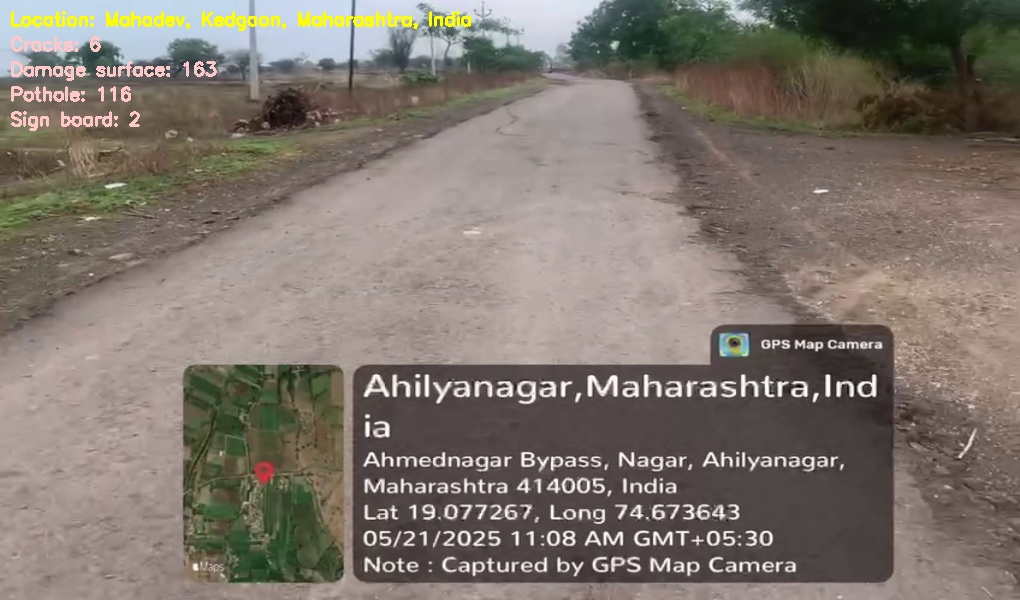 Location: Mahadev, Kedgaon, Maharashtra, India
Cracks: 6
Damage surface: 163
Pothole: 116
Sign board: 2
GPS Map Camera
Ahilyanagar,Maharashtra,Ind
ia
Ahmednagar Bypass, Nagar, Ahilyanagar,
Maharashtra 414005, India
Lat 19.077267, Long 74.673643
05/21/2025 11:08 AM GMT+05:30
Note : Captured by GPS Map Camera
Maps